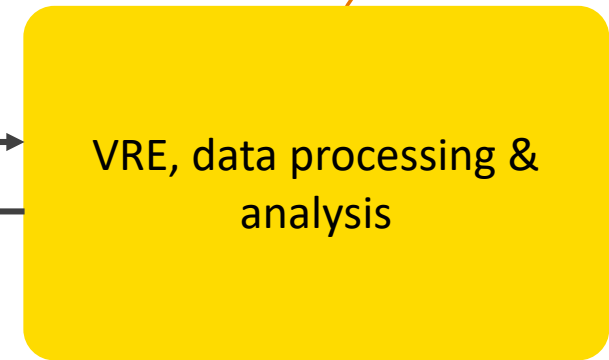 VRE, data processing &
analysis